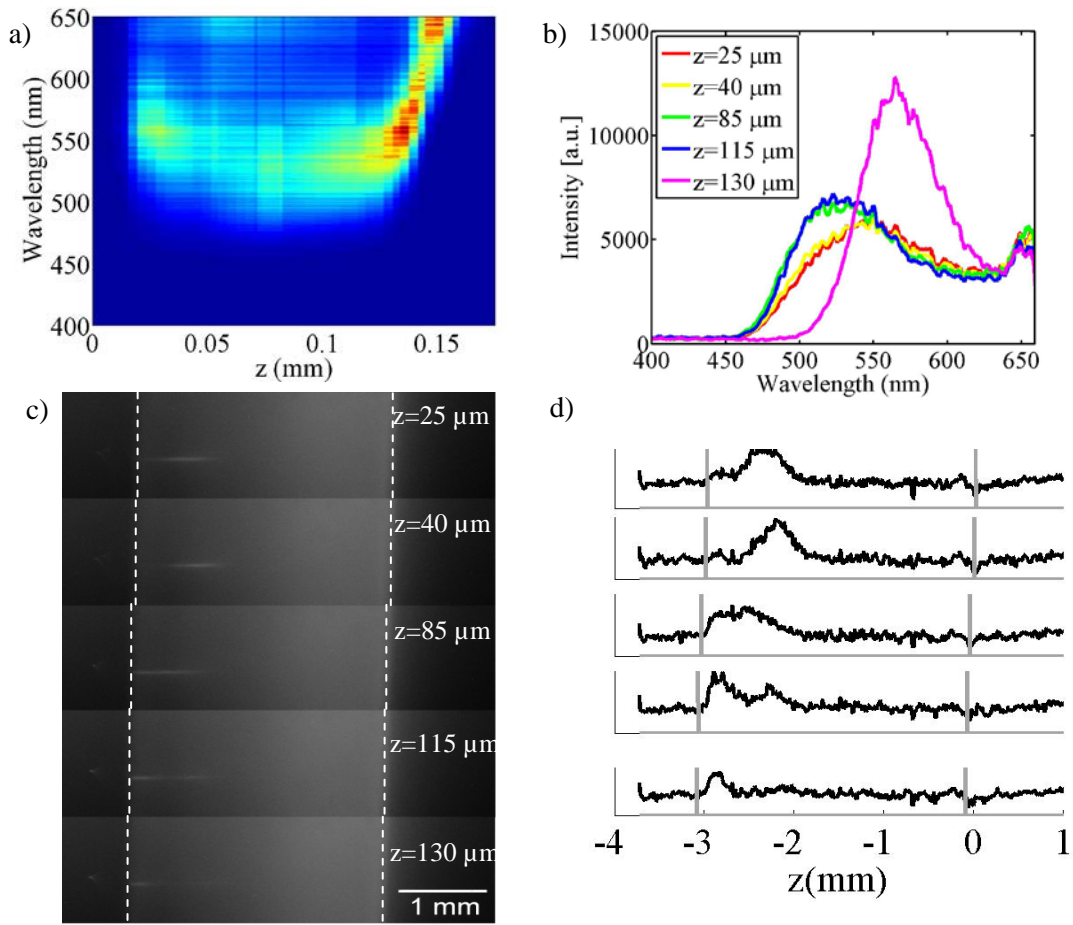 a)
650
600
550
500
450
400
Wavelength (nm)
0
0.05
0.1
0.15
z (mm)
b)
15000
10000
5000
0
Intensity [a.u.]
z=25 µm
z=40 µm
z=85 µm
z=115 µm
z=130 µm
400
450
500
550
600
650
Wavelength (nm)
c)
z=25 µm
z=40 µm
z=85 µm
z=115 µm
z=130 µm
1 mm
d)
-4
-3
-2
-1
0
1
z(mm)